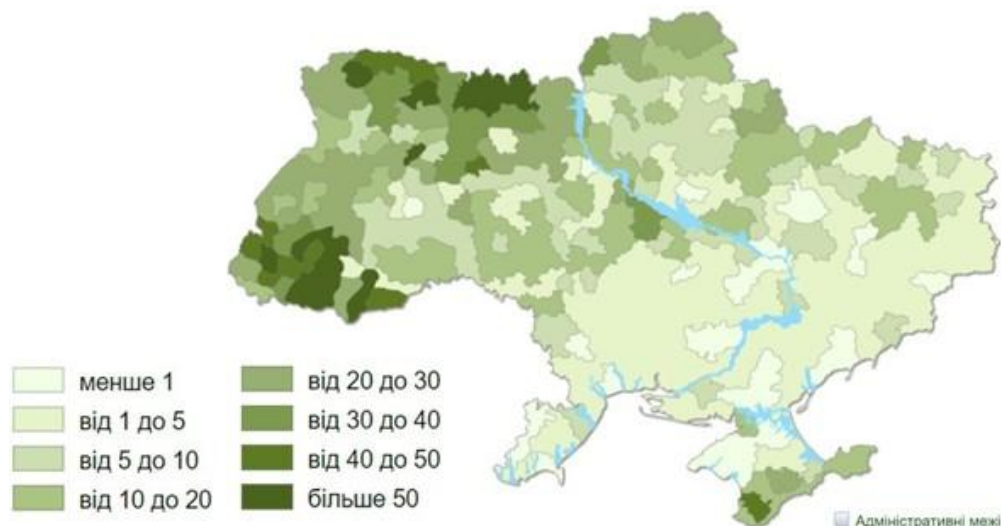 менше 1
від 1 до 5
від 5 до 10
від 10 до 20
від 20 до 30
від 30 до 40
від 40 до 50
більше 50
Адміністративні межі